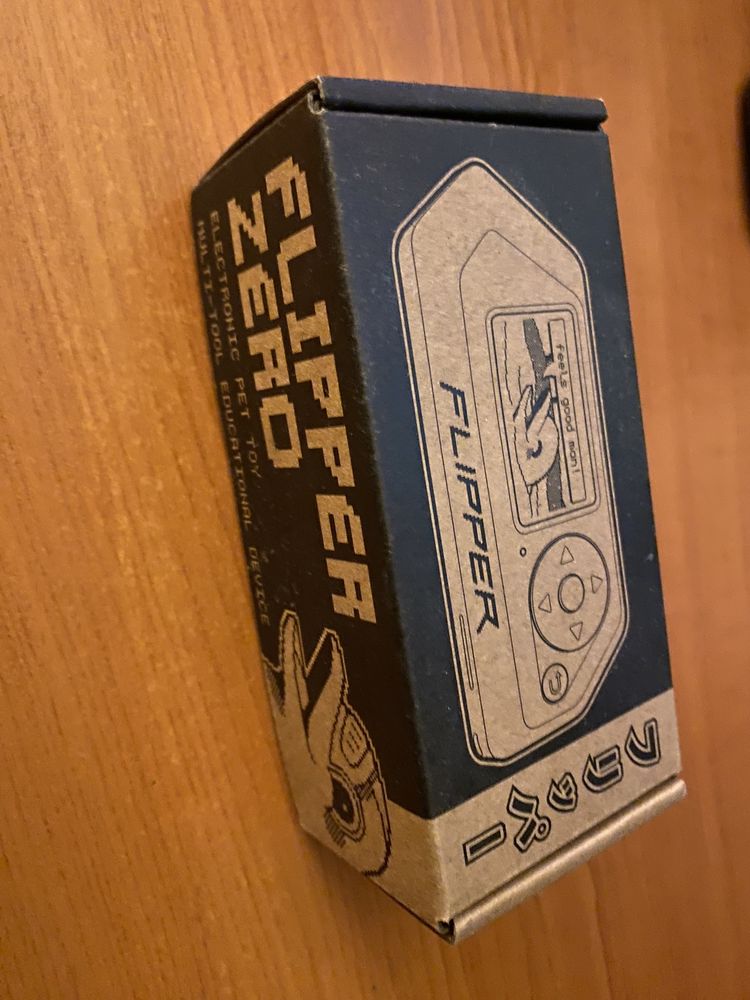 FLIPPER
ZERO
ELECTRONIC PET TOY
MULTI-TOOL EDUCATIONAL DEVICE
feels good man!
FLIPPER
フリッパー